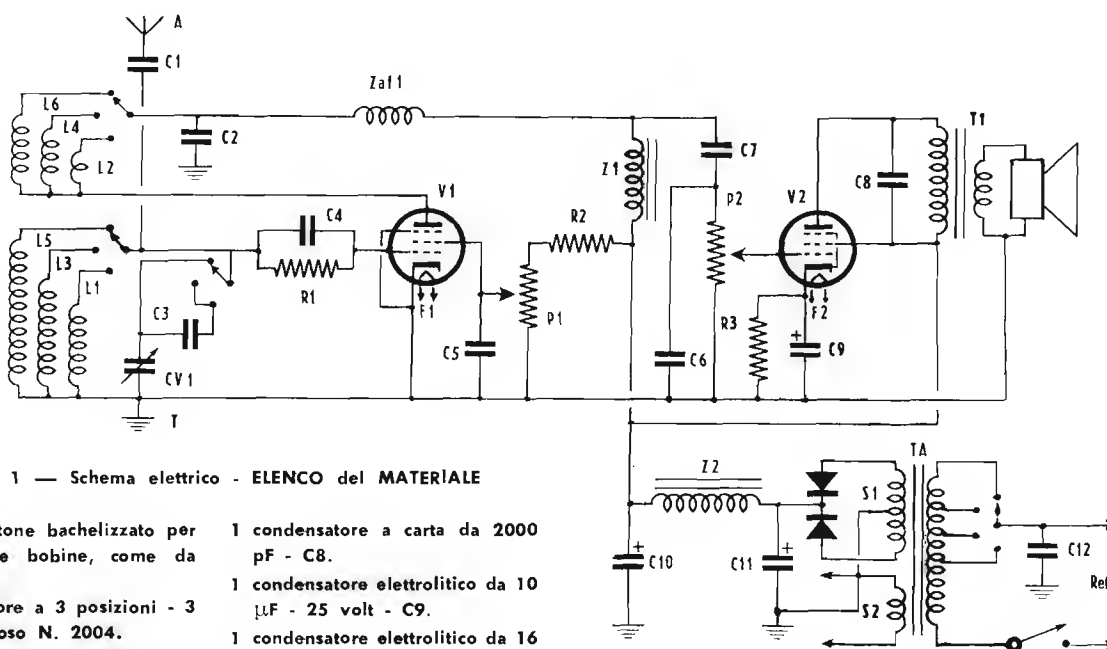 A
C1
L6
L4
L2
C2
Zaf1
Z1
C7
P2
V1
V2
C8
T1
L5
L3
L1
C4
R1
R2
F1
P1
C5
C3
CV1
T
C6
R3
F2
C9
1 — Schema elettrico - ELENCO del MATERIALE
tone bachelizzato per
e bobine, come da
ore a 3 posizioni - 3
oso N. 2004.
1 condensatore a carta da 2000
pF - C8.
1 condensatore elettrolitico da 10
µF - 25 volt - C9.
1 condensatore elettrolitico da 16
Z2
TA
S1
C10
C11
S2
C12